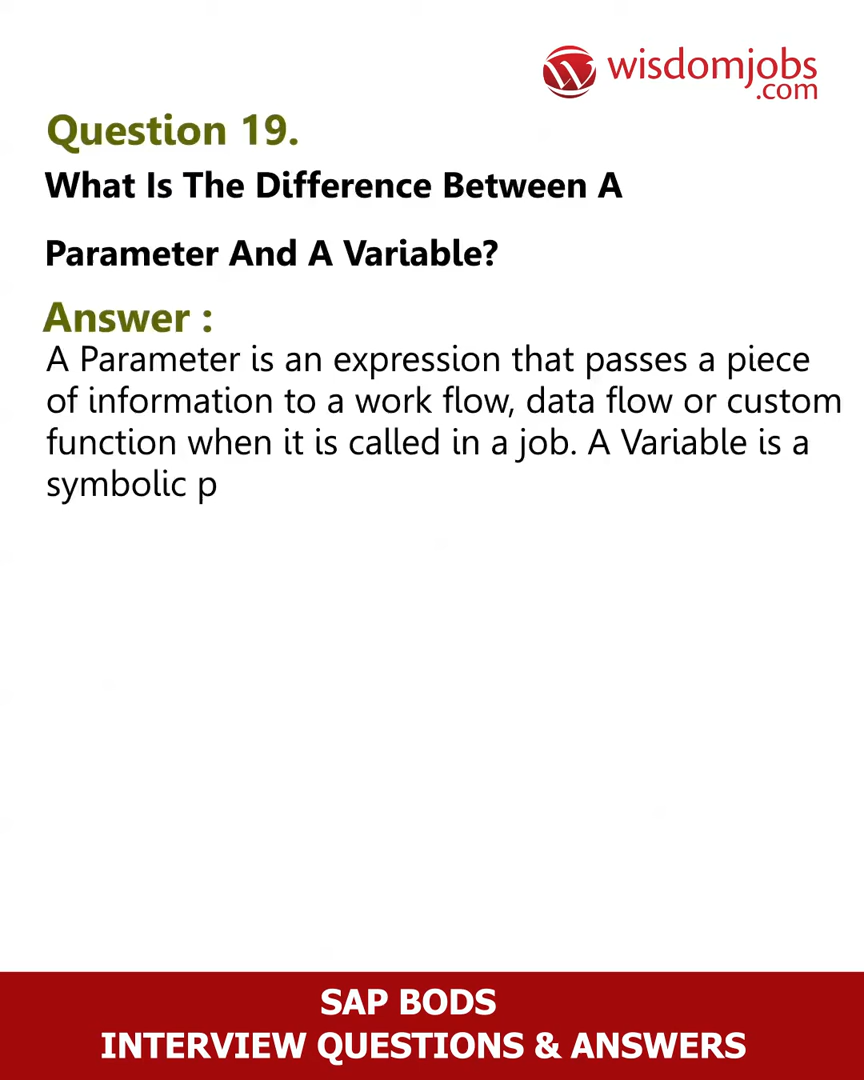 wisdomjobs
.com
Question 19.
What Is The Difference Between A
Parameter And A Variable?
Answer :
A Parameter is an expression that passes a piece
of information to a work flow, data flow or custom
function when it is called in a job. A Variable is a
symbolic p
SAP BODS
INTERVIEW QUESTIONS & ANSWERS